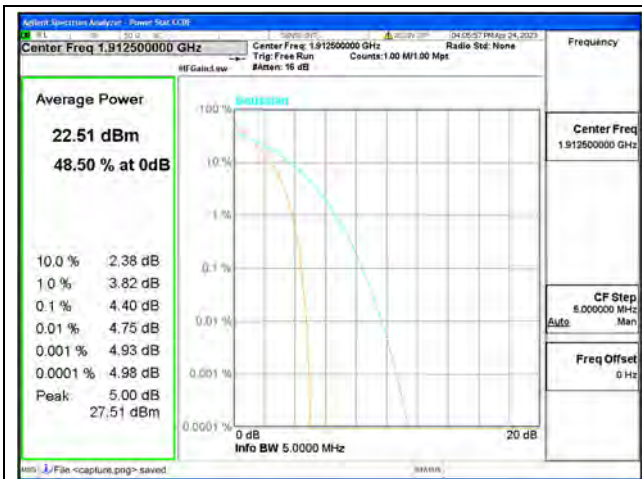 Agilent Spectrum Analyzer - Power Stat CCDF
Center Freq 1.912500000 GHz
Center Freq: 1.912500000 GHz
Trig: Free Run
Counts:1.00 M/1.00 Mpt
#IFGain:Low
#Atten: 16 dB
04:05:57 PM Apr 24, 2023
Radio Std: None
Frequency
Average Power
22.51 dBm
48.50 % at 0dB
10.0 % 2.38 dB
1.0 % 3.82 dB
0.1 % 4.40 dB
0.01 % 4.75 dB
0.001 % 4.93 dB
0.0001 % 4.98 dB
Peak 5.00 dB
27.51 dBm
Gaussian
100 %
10 %
1 %
0.1 %
0.01 %
0.001 %
0.0001 %
0 dB
20 dB
Info BW 5.0000 MHz
Center Freq
1.912500000 GHz
CF Step
5.000000 MHz
Auto Man
Freq Offset
0 Hz
MSG
File <capture.png> saved
STATUS